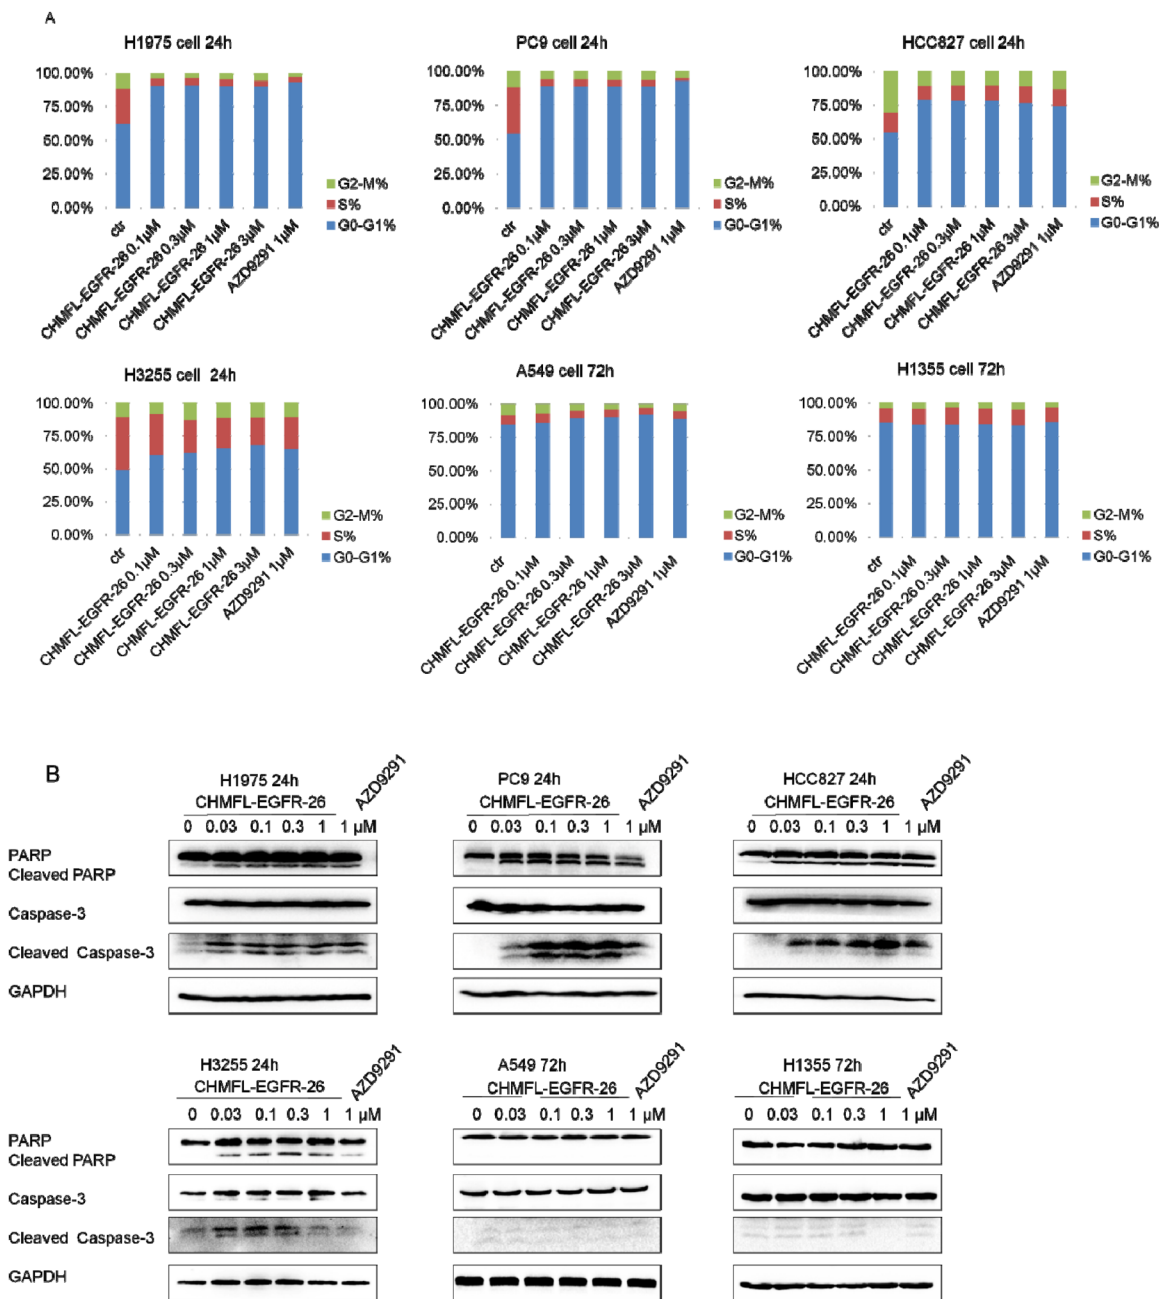 A
H1975 cell 24h
100.00%
75.00%
50.00%
25.00%
0.00%
G2-M%
S%
G0-G1%
ctr
CHMFL-EGFR-26 0.1μM
CHMFL-EGFR-26 0.3μM
CHMFL-EGFR-26 1μM
CHMFL-EGFR-26 3μM
AZD9291 1μM
PC9 cell 24h
100.00%
75.00%
50.00%
25.00%
0.00%
G2-M%
S%
G0-G1%
ctr
CHMFL-EGFR-26 0.1μM
CHMFL-EGFR-26 0.3μM
CHMFL-EGFR-26 1μM
CHMFL-EGFR-26 3μM
AZD9291 1μM
HCC827 cell 24h
100.00%
75.00%
50.00%
25.00%
0.00%
G2-M%
S%
G0-G1%
ctr
CHMFL-EGFR-26 0.1μM
CHMFL-EGFR-26 0.3μM
CHMFL-EGFR-26 1μM
CHMFL-EGFR-26 3μM
AZD9291 1μM
H3255 cell 24h
100.00%
75.00%
50.00%
25.00%
0.00%
G2-M%
S%
G0-G1%
ctr
CHMFL-EGFR-26 0.1μM
CHMFL-EGFR-26 0.3μM
CHMFL-EGFR-26 1μM
CHMFL-EGFR-26 3μM
AZD9291 1μM
A549 cell 72h
100.00%
75.00%
50.00%
25.00%
0.00%
G2-M%
S%
G0-G1%
ctr
CHMFL-EGFR-26 0.1μM
CHMFL-EGFR-26 0.3μM
CHMFL-EGFR-26 1μM
CHMFL-EGFR-26 3μM
AZD9291 1μM
H1355 cell 72h
100.00%
75.00%
50.00%
25.00%
0.00%
G2-M%
S%
G0-G1%
ctr
CHMFL-EGFR-26 0.1μM
CHMFL-EGFR-26 0.3μM
CHMFL-EGFR-26 1μM
CHMFL-EGFR-26 3μM
AZD9291 1μM
B
H1975 24h
CHMFL-EGFR-26
AZD9291
0 0.03 0.1 0.3 1 1 μM
PC9 24h
CHMFL-EGFR-26
AZD9291
0 0.03 0.1 0.3 1 1 μM
HCC827 24h
CHMFL-EGFR-26
AZD9291
0 0.03 0.1 0.3 1 1 μM
PARP
Cleaved PARP
Caspase-3
Cleaved Caspase-3
GAPDH
H3255 24h
CHMFL-EGFR-26
AZD9291
0 0.03 0.1 0.3 1 1 μM
A549 72h
CHMFL-EGFR-26
AZD9291
0 0.03 0.1 0.3 1 1 μM
H1355 72h
CHMFL-EGFR-26
AZD9291
0 0.03 0.1 0.3 1 1 μM
PARP
Cleaved PARP
Caspase-3
Cleaved Caspase-3
GAPDH